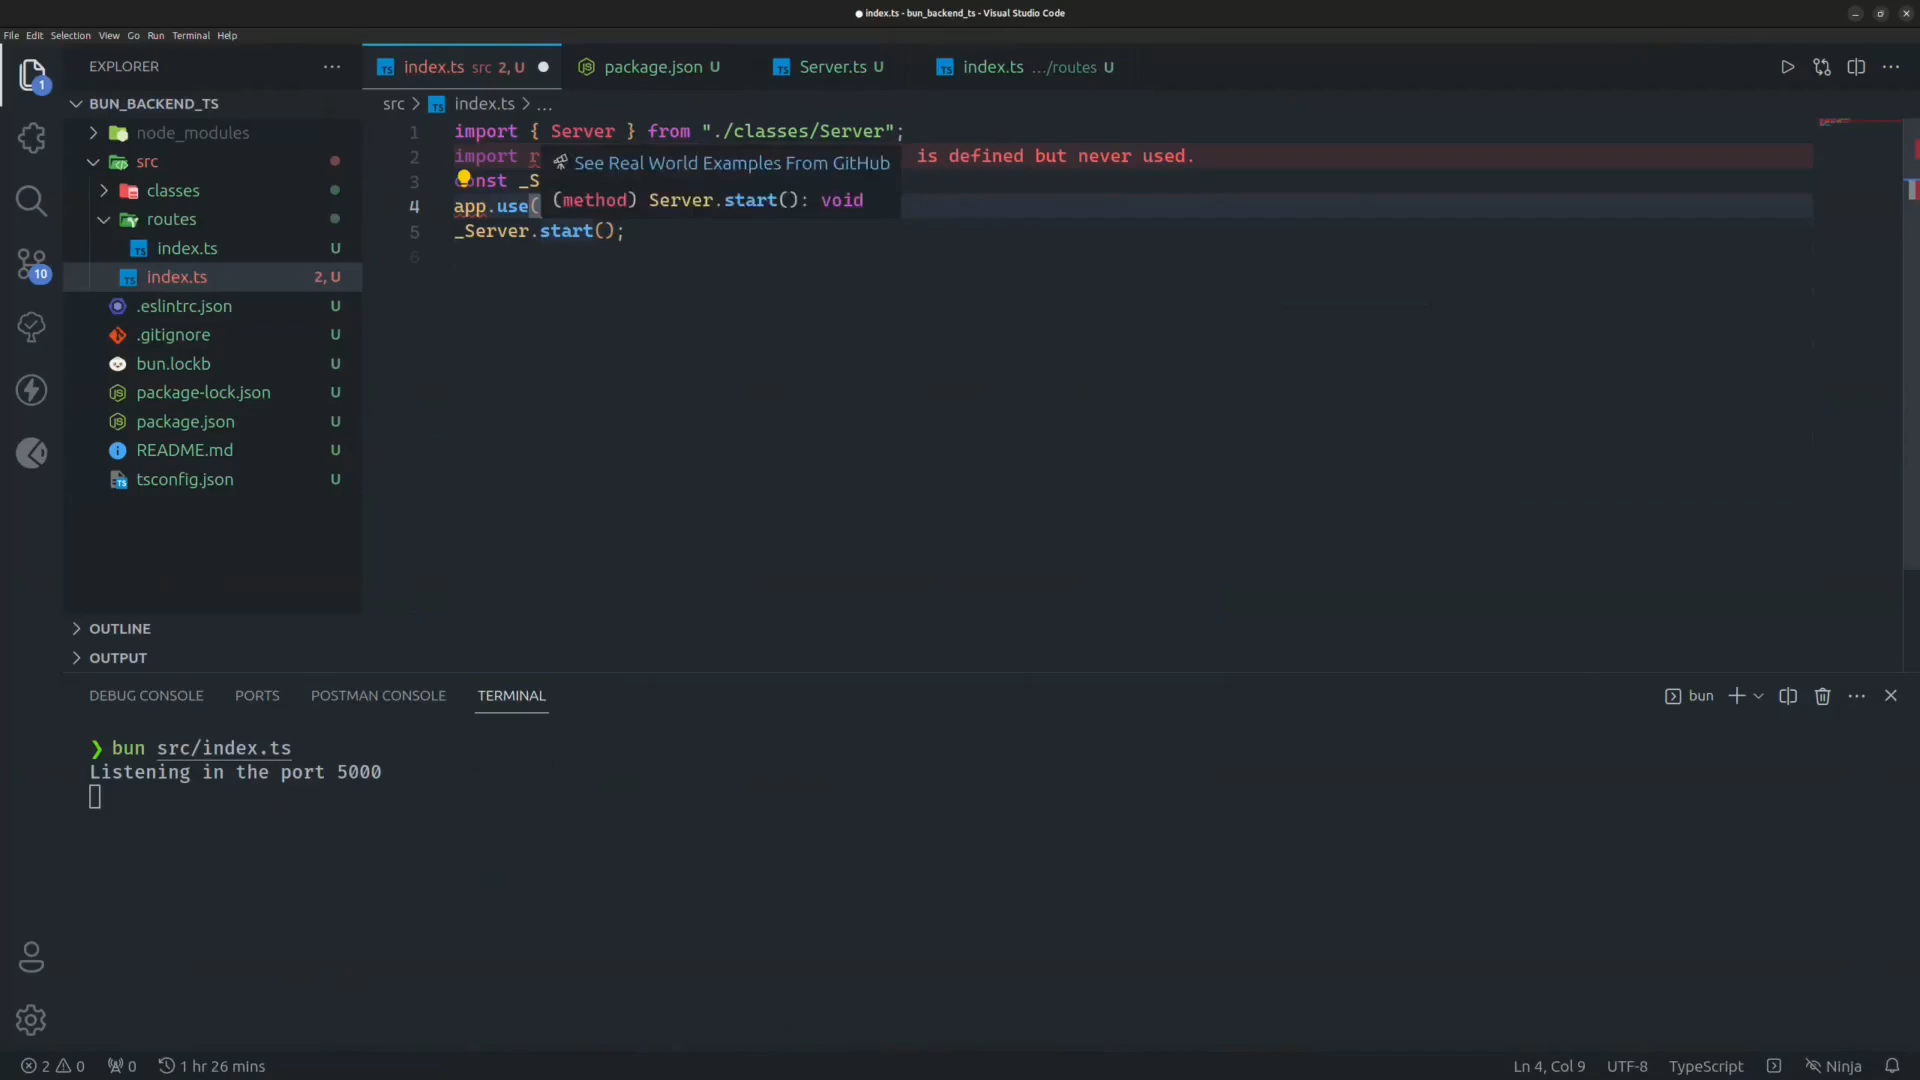 index.ts - bun_backend_ts - Visual Studio Code
File Edit Selection View Go Run Terminal Help
EXPLORER
index.ts src 2, U
package.json U
Server.ts U
index.ts .../routes U
BUN_BACKEND_TS
node_modules
src
classes
routes
index.ts U
index.ts 2, U
.eslintrc.json U
.gitignore U
bun.lockb U
package-lock.json U
package.json U
README.md U
tsconfig.json U
OUTLINE
OUTPUT
src > index.ts > ...
1 import { Server } from "./classes/Server";
2 import r is defined but never used.
See Real World Examples From GitHub
3 const _S
(method) Server.start(): void
4 app.use(
5 _Server.start();
6
DEBUG CONSOLE PORTS POSTMAN CONSOLE TERMINAL
bun
❯ bun src/index.ts
Listening in the port 5000
1
10
2 0 0 1 hr 26 mins
Ln 4, Col 9 UTF-8 TypeScript Ninja